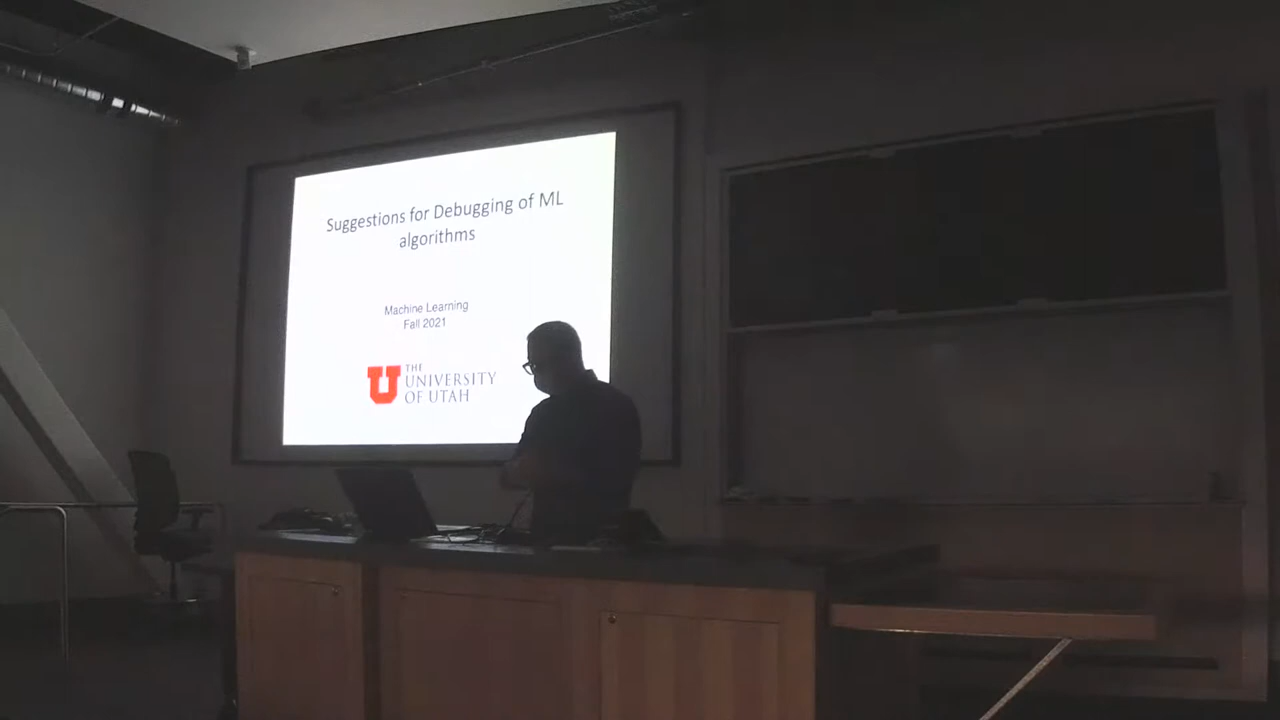 Suggestions for Debugging of ML
algorithms
Machine Learning
Fall 2021
U THE
UNIVERSITY
OF UTAH